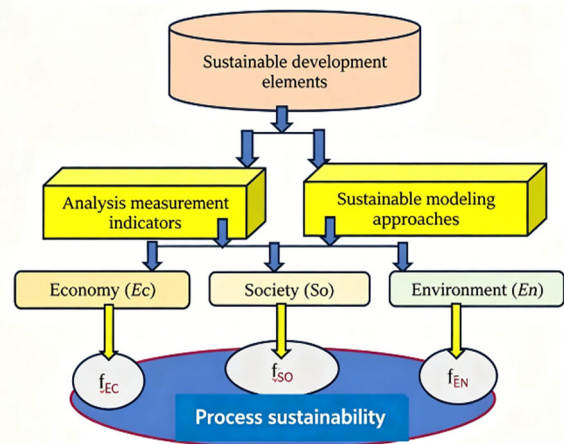 Sustainable development
elements
Analysis measurement
indicators
Sustainable modeling
approaches
Economy (Ec)
Society (So)
Environment (En)
fEC
fSO
fEN
Process sustainability